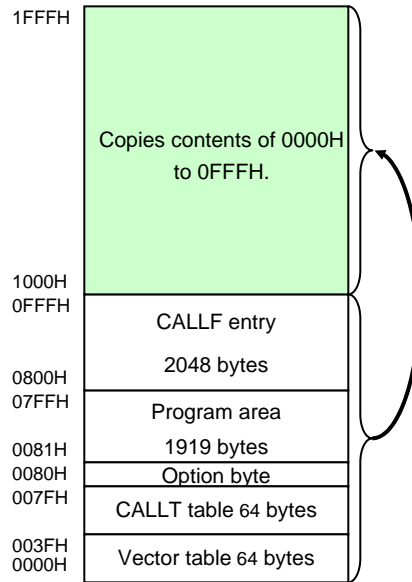 1FFFH
Copies contents of 0000H
to 0FFFH.
1000H
0FFFH
CALLF entry
2048 bytes
0800H
07FFH
Program area
1919 bytes
0081H
0080H
Option byte
007FH
CALLT table 64 bytes
003FH
Vector table 64 bytes
0000H